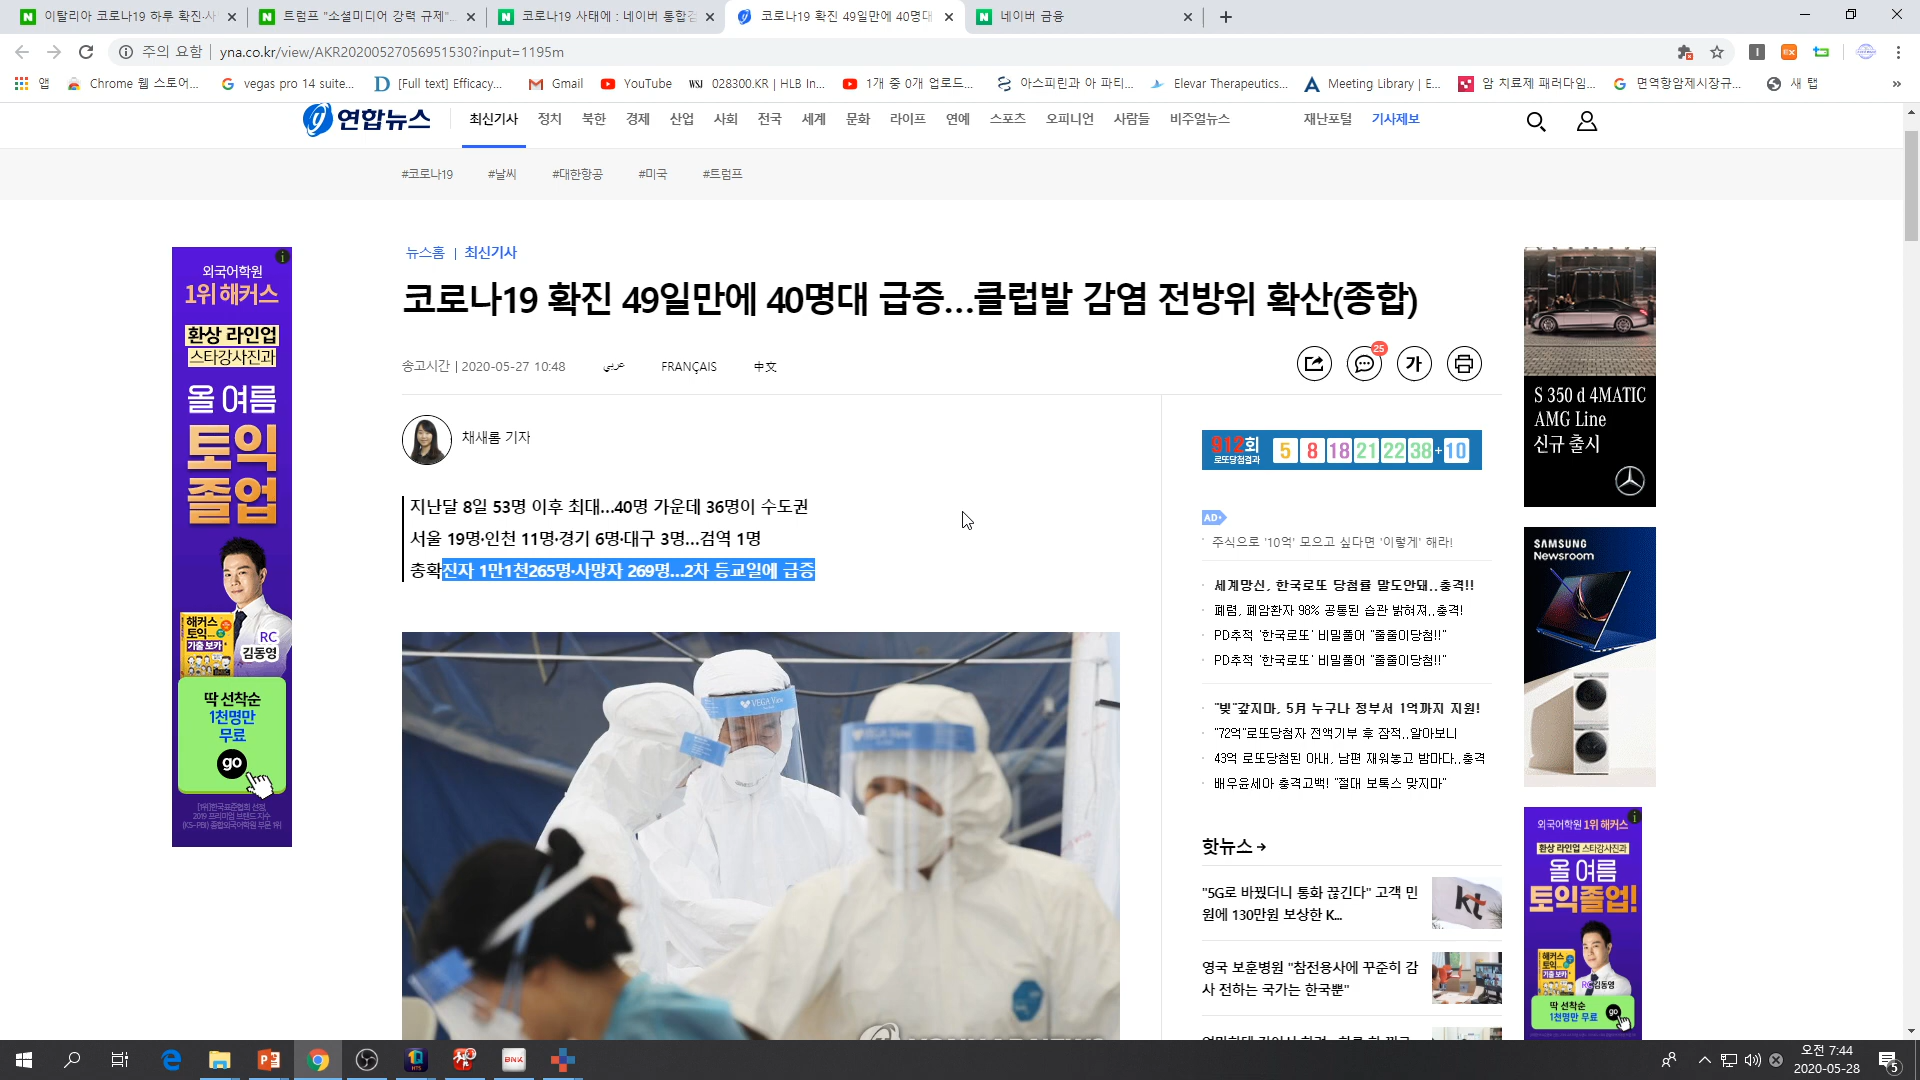 이탈리아 코로나19 하루 확진·사
트럼프 "소셜미디어 강력 규제"...
코로나19 사태에 : 네이버 통합검
코로나19 확진 49일만에 40명대
네이버 금융
주의 요함
yna.co.kr/view/AKR20200527056951530?input=1195m
앱
Chrome 웹 스토어...
vegas pro 14 suite...
[Full text] Efficacy...
Gmail
YouTube
WSJ 028300.KR | HLB In...
1개 중 0개 업로드...
아스피린과 아 파티...
Elevar Therapeutics...
Meeting Library | E...
암 치료제 패러다임...
면역항암제시장규...
새 탭
»
연합뉴스
최신기사 정치 북한 경제 산업 사회 전국 세계 문화 라이프 연예 스포츠 오피니언 사람들 비주얼뉴스
재난포털 기사제보
#코로나19 #날씨 #대한항공 #미국 #트럼프
뉴스홈 | 최신기사
코로나19 확진 49일만에 40명대 급증...클럽발 감염 전방위 확산(종합)
송고시간 | 2020-05-27 10:48
عربي FRANÇAIS 中文
25
가
채새롬 기자
지난달 8일 53명 이후 최대...40명 가운데 36명이 수도권
서울 19명·인천 11명·경기 6명·대구 3명...검역 1명
총확진자 1만1천265명·사망자 269명...2차 등교일에 급증
VEGA View
외국어학원
1위 해커스
환상 라인업
스타강사진과
올 여름
토익
졸업
해커스
토익
기출 보카
RC
김동영
딱 선착순
1천명만
무료
go
912회
로또당첨결과
5 8 18 21 22 38 + 10
AD
주식으로 '10억' 모으고 싶다면 '이렇게' 해라!
세계망신, 한국로또 당첨률 말도안돼..충격!!
폐렴, 폐암환자 98% 공통된 습관 밝혀져..충격!
PD추적 '한국로또' 비밀풀어 "줄줄이당첨!!"
PD추적 '한국로또' 비밀풀어 "줄줄이당첨!!"
"빚"갚지마, 5月 누구나 정부서 1억까지 지원!
"72억"로또당첨자 전액기부 후 잠적..알아보니
43억 로또당첨된 아내, 남편 재워놓고 밤마다..충격
배우윤세아 충격고백! "절대 보톡스 맞지마"
핫뉴스
"5G로 바꿨더니 통화 끊긴다" 고객 민
원에 130만원 보상한 K...
kt
영국 보훈병원 "참전용사에 꾸준히 감
사 전하는 국가는 한국뿐"
S 350 d 4MATIC
AMG Line
신규 출시
SAMSUNG
Newsroom
외국어학원 1위 해커스
환상 라인업 스타강사진과
올 여름
토익졸업!
RC김동영
딱 선착순
1천명만 무료
go
HTS
BNK
오전 7:44
2020-05-28
5